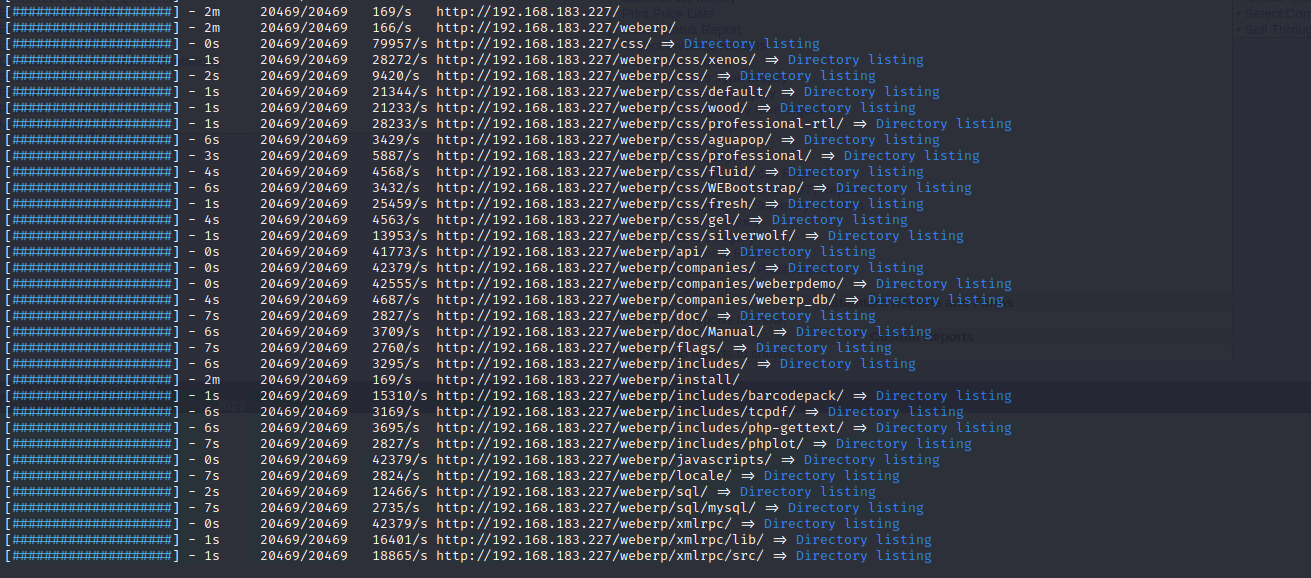 [####################] - 2m 20469/20469 169/s http://192.168.183.227/
[####################] - 2m 20469/20469 166/s http://192.168.183.227/weberp/
[####################] - 0s 20469/20469 79957/s http://192.168.183.227/css/ ⇒ Directory listing
[####################] - 1s 20469/20469 28272/s http://192.168.183.227/weberp/css/xenos/ ⇒ Directory listing
[####################] - 2s 20469/20469 9420/s http://192.168.183.227/weberp/css/ ⇒ Directory listing
[####################] - 1s 20469/20469 21344/s http://192.168.183.227/weberp/css/default/ ⇒ Directory listing
[####################] - 1s 20469/20469 21233/s http://192.168.183.227/weberp/css/wood/ ⇒ Directory listing
[####################] - 1s 20469/20469 28233/s http://192.168.183.227/weberp/css/professional-rtl/ ⇒ Directory listing
[####################] - 6s 20469/20469 3429/s http://192.168.183.227/weberp/css/aguapop/ ⇒ Directory listing
[####################] - 3s 20469/20469 5887/s http://192.168.183.227/weberp/css/professional/ ⇒ Directory listing
[####################] - 4s 20469/20469 4568/s http://192.168.183.227/weberp/css/fluid/ ⇒ Directory listing
[####################] - 6s 20469/20469 3432/s http://192.168.183.227/weberp/css/WEBootstrap/ ⇒ Directory listing
[####################] - 1s 20469/20469 25459/s http://192.168.183.227/weberp/css/fresh/ ⇒ Directory listing
[####################] - 4s 20469/20469 4563/s http://192.168.183.227/weberp/css/gel/ ⇒ Directory listing
[####################] - 1s 20469/20469 13953/s http://192.168.183.227/weberp/css/silverwolf/ ⇒ Directory listing
[####################] - 0s 20469/20469 41773/s http://192.168.183.227/weberp/api/ ⇒ Directory listing
[####################] - 0s 20469/20469 42379/s http://192.168.183.227/weberp/companies/ ⇒ Directory listing
[####################] - 0s 20469/20469 42555/s http://192.168.183.227/weberp/companies/weberpdemo/ ⇒ Directory listing
[####################] - 4s 20469/20469 4687/s http://192.168.183.227/weberp/companies/weberp_db/ ⇒ Directory listing
[####################] - 7s 20469/20469 2827/s http://192.168.183.227/weberp/doc/ ⇒ Directory listing
[####################] - 6s 20469/20469 3709/s http://192.168.183.227/weberp/doc/Manual/ ⇒ Directory listing
[####################] - 7s 20469/20469 2760/s http://192.168.183.227/weberp/flags/ ⇒ Directory listing
[####################] - 6s 20469/20469 3295/s http://192.168.183.227/weberp/includes/ ⇒ Directory listing
[####################] - 2m 20469/20469 169/s http://192.168.183.227/weberp/install/
[####################] - 1s 20469/20469 15310/s http://192.168.183.227/weberp/includes/barcodepack/ ⇒ Directory listing
[####################] - 6s 20469/20469 3169/s http://192.168.183.227/weberp/includes/tcpdf/ ⇒ Directory listing
[####################] - 6s 20469/20469 3695/s http://192.168.183.227/weberp/includes/php-gettext/ ⇒ Directory listing
[####################] - 7s 20469/20469 2827/s http://192.168.183.227/weberp/includes/phplot/ ⇒ Directory listing
[####################] - 0s 20469/20469 42379/s http://192.168.183.227/weberp/javascripts/ ⇒ Directory listing
[####################] - 7s 20469/20469 2824/s http://192.168.183.227/weberp/locale/ ⇒ Directory listing
[####################] - 2s 20469/20469 12466/s http://192.168.183.227/weberp/sql/ ⇒ Directory listing
[####################] - 7s 20469/20469 2735/s http://192.168.183.227/weberp/sql/mysql/ ⇒ Directory listing
[####################] - 0s 20469/20469 42379/s http://192.168.183.227/weberp/xmlrpc/ ⇒ Directory listing
[####################] - 1s 20469/20469 16401/s http://192.168.183.227/weberp/xmlrpc/lib/ ⇒ Directory listing
[####################] - 1s 20469/20469 18865/s http://192.168.183.227/weberp/xmlrpc/src/ ⇒ Directory listing